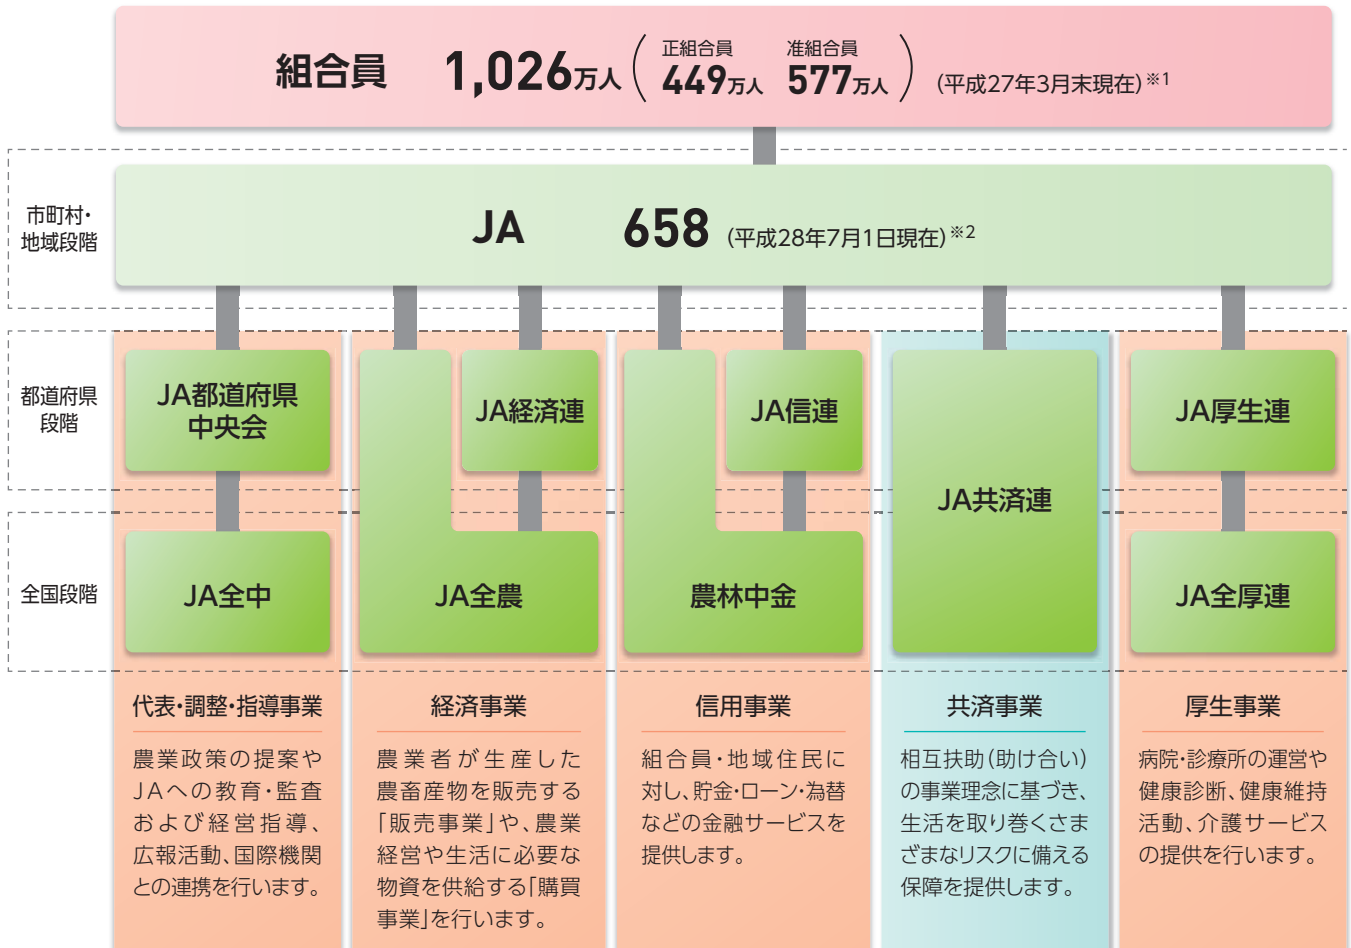 組合員 1,026万人 (正組合員 449万人 准組合員 577万人) (平成27年3月末現在)※1
市町村・
地域段階
JA 658 (平成28年7月1日現在)※2
都道府県
段階
JA都道府県
中央会
JA経済連
JA信連
JA共済連
JA厚生連
全国段階
JA全中
JA全農
農林中金
JA全厚連
代表・調整・指導事業
農業政策の提案や
JAへの教育・監査
および経営指導、
広報活動、国際機関
との連携を行います。
経済事業
農業者が生産した
農畜産物を販売する
「販売事業」や、農業
経営や生活に必要な
物資を供給する「購買
事業」を行います。
信用事業
組合員・地域住民に
対し、貯金・ローン・為替
などの金融サービスを
提供します。
共済事業
相互扶助(助け合い)
の事業理念に基づき、
生活を取り巻くさま
ざまなリスクに備える
保障を提供します。
厚生事業
病院・診療所の運営や
健康診断、健康維持
活動、介護サービス
の提供を行います。